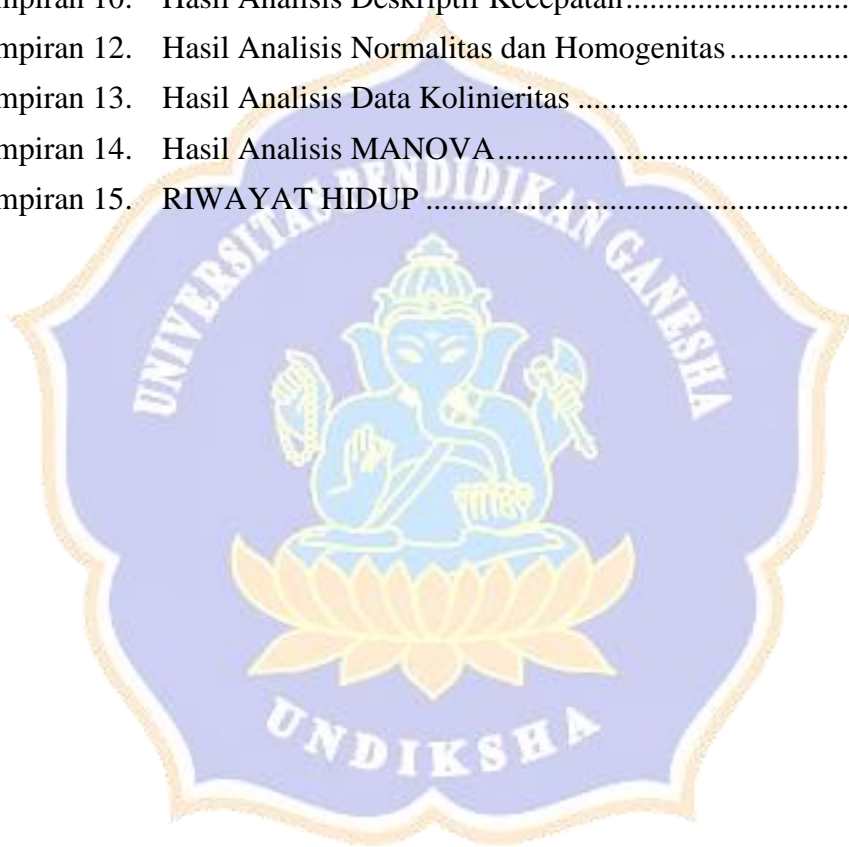 mpiran 10. Hasil Analisis Deskriptif Kecepatan..........................
mpiran 12. Hasil Analisis Normalitas dan Homogenitas...............
mpiran 13. Hasil Analisis Data Kolinieritas ..................................
mpiran 14. Hasil Analisis MANOVA............................................
mpiran 15. RIWAYAT HIDUP .....................................................
UNIVERSITAS PENDIDIKAN GANESHA
UNDIKSHA